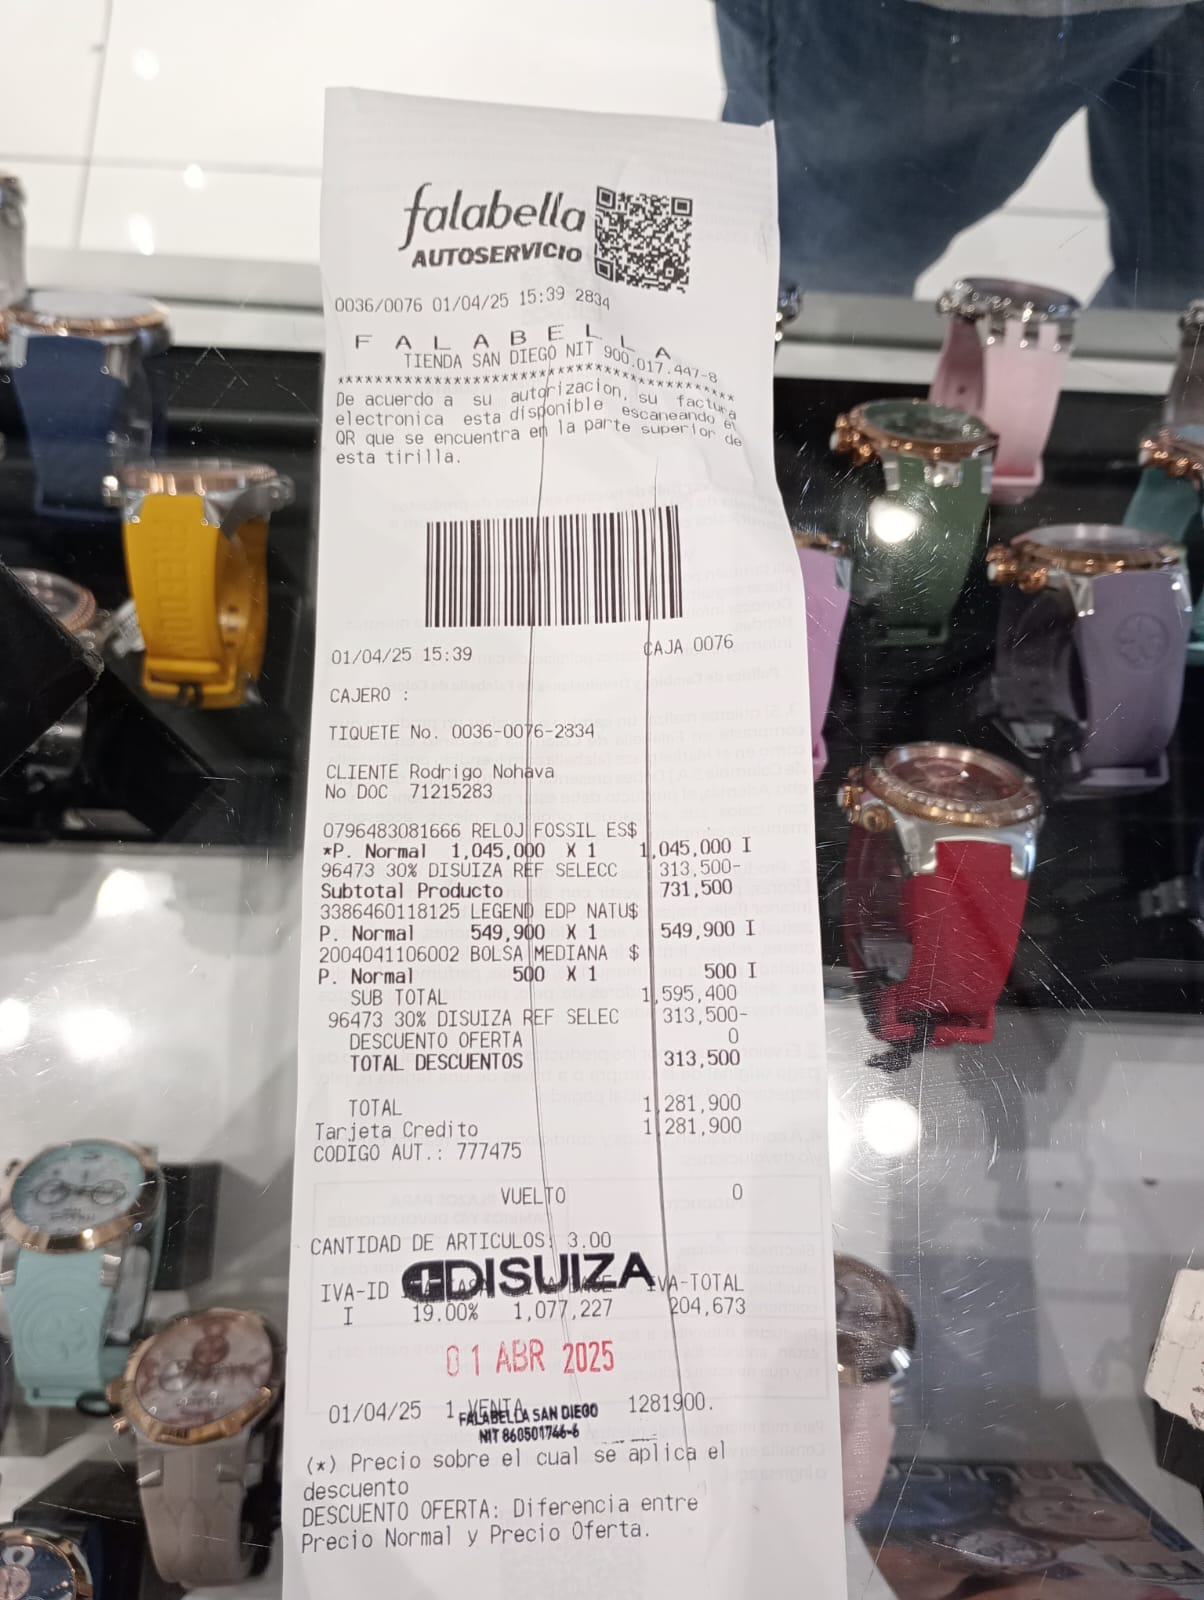 falabella
AUTOSERVICIO
0036/0076 01/04/25 15:39 2834
F A L A B E L L A
TIENDA SAN DIEGO NIT 900.017.447-8
****************************************
De acuerdo a su autorizacion, su factura
electronica esta disponible escaneando el
QR que se encuentra en la parte superior de
esta tirilla.
01/04/25 15:39 CAJA 0076
CAJERO :
TIQUETE No. 0036-0076-2834
CLIENTE Rodrigo Nohava
No DOC 71215283
0796483081666 RELOJ FOSSIL ES$
*P. Normal 1,045,000 X 1 1,045,000 I
96473 30% DISUIZA REF SELECC 313,500-
Subtotal Producto 731,500
3386460118125 LEGEND EDP NATU$
P. Normal 549,900 X 1 549,900 I
2004041106002 BOLSA MEDIANA $
P. Normal 500 X 1 500 I
SUB TOTAL 1,595,400
96473 30% DISUIZA REF SELEC 313,500-
DESCUENTO OFERTA 0
TOTAL DESCUENTOS 313,500
TOTAL 1,281,900
Tarjeta Credito 1,281,900
CODIGO AUT.: 777475
VUELTO 0
CANTIDAD DE ARTICULOS: 3.00
DISUIZA
IVA-ID IVA-TOTAL
I 19.00% 1,077,227 204,673
01 ABR 2025
01/04/25 1 VENTA 1281900.
FALABELLA SAN DIEGO
NIT 860501746-6
(*) Precio sobre el cual se aplica el
descuento
DESCUENTO OFERTA: Diferencia entre
Precio Normal y Precio Oferta.
FREEDOM